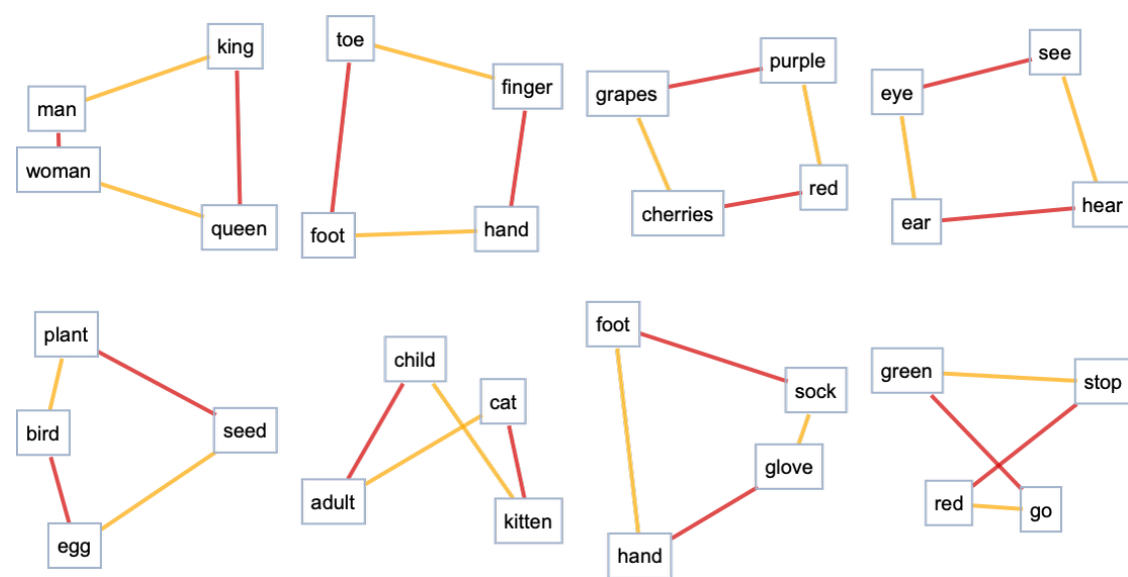 king
man
woman
queen
toe
finger
foot
hand
purple
grapes
red
cherries
see
eye
hear
ear
plant
bird
seed
egg
child
cat
adult
kitten
foot
sock
glove
hand
green
stop
red
go